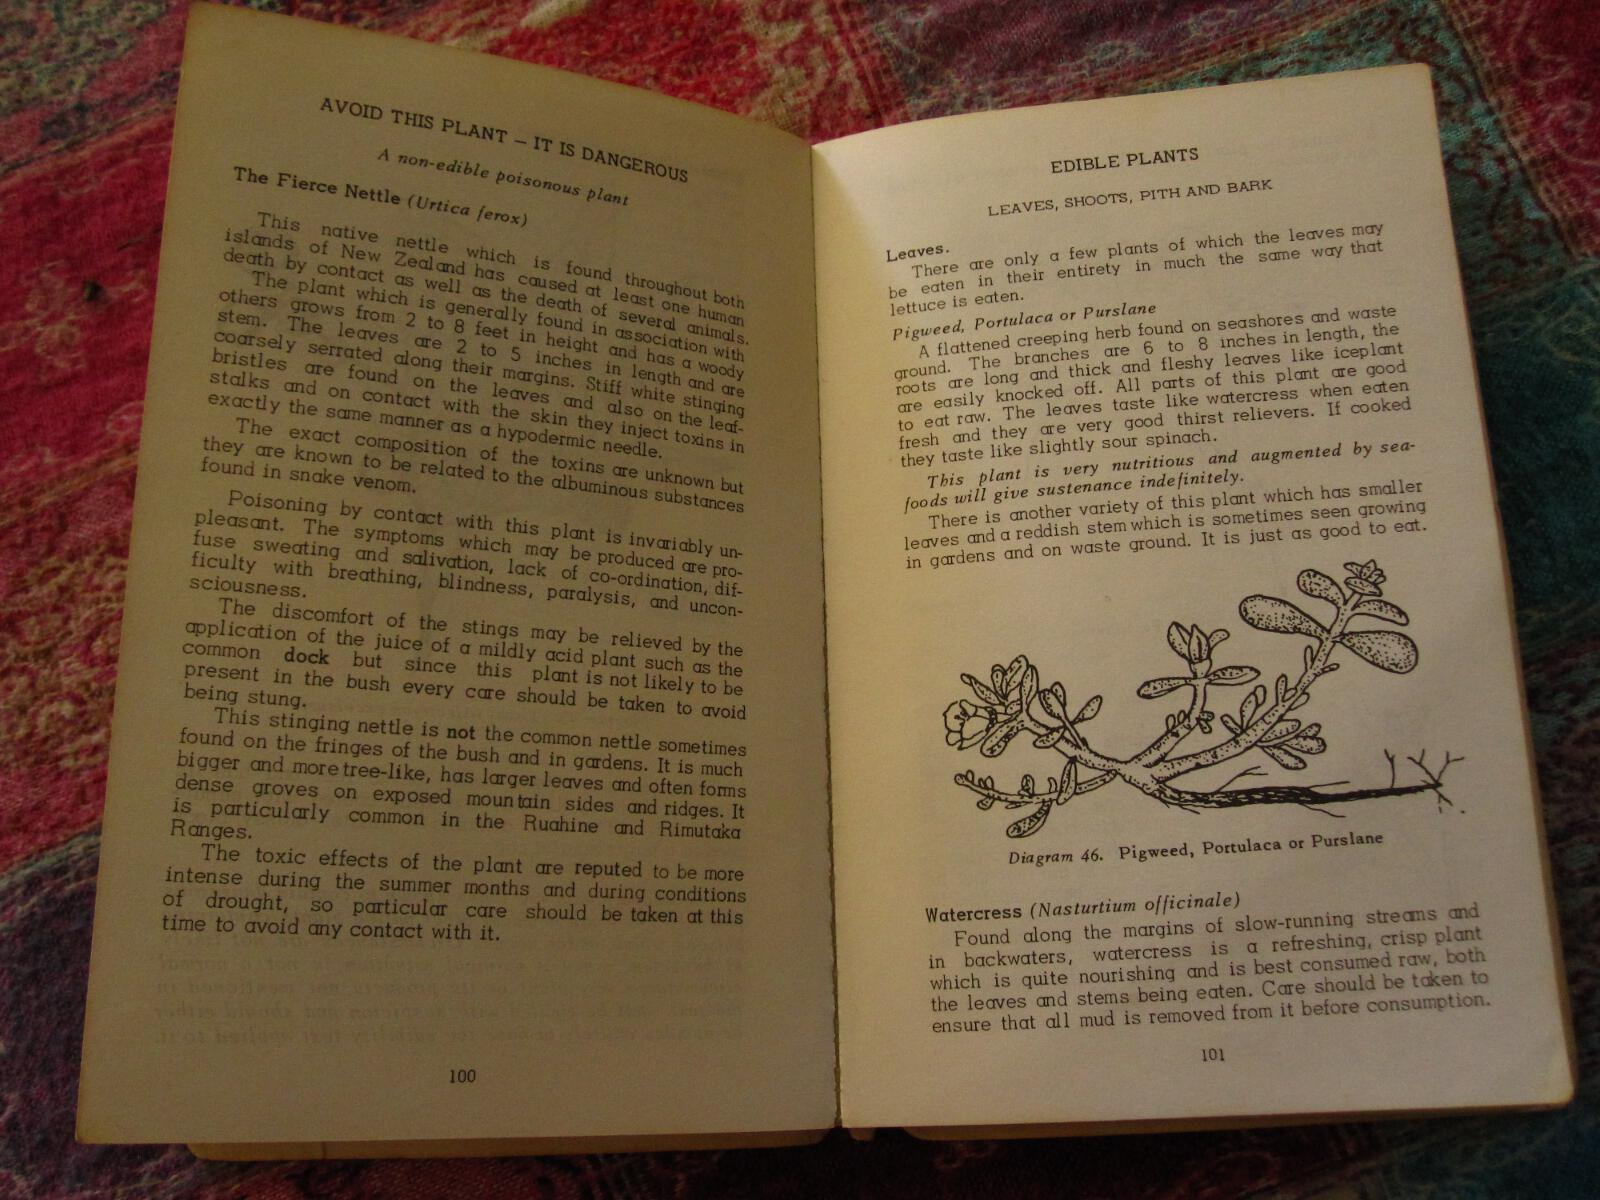 AVOID THIS PLANT – IT IS DANGEROUS
A non-edible poisonous plant
The Fierce Nettle (Urtica ferox)
This native nettle which is found throughout both
islands of New Zealand has caused at least one human
death by contact as well as the death of several animals.
The plant which is generally found in association with
others grows from 2 to 8 feet in height and has a woody
stem. The leaves are 2 to 5 inches in length and are
coarsely serrated along their margins. Stiff white stinging
bristles are found on the leaves and also on the leaf-
stalks and on contact with the skin they inject toxins in
exactly the same manner as a hypodermic needle.
The exact composition of the toxins are unknown but
they are known to be related to the albuminous substances
found in snake venom.
Poisoning by contact with this plant is invariably un-
pleasant. The symptoms which may be produced are pro-
fuse sweating and salivation, lack of co-ordination, dif-
ficulty with breathing, blindness, paralysis, and uncon-
sciousness.
The discomfort of the stings may be relieved by the
application of the juice of a mildly acid plant such as the
common dock but since this plant is not likely to be
present in the bush every care should be taken to avoid
being stung.
This stinging nettle is not the common nettle sometimes
found on the fringes of the bush and in gardens. It is much
bigger and more tree-like, has larger leaves and often forms
dense groves on exposed mountain sides and ridges. It
is particularly common in the Ruahine and Rimutaka
Ranges.
The toxic effects of the plant are reputed to be more
intense during the summer months and during conditions
of drought, so particular care should be taken at this
time to avoid any contact with it.
100
EDIBLE PLANTS
LEAVES, SHOOTS, PITH AND BARK
Leaves.
There are only a few plants of which the leaves may
be eaten in their entirety in much the same way that
lettuce is eaten.
Pigweed, Portulaca or Purslane
A flattened creeping herb found on seashores and waste
ground. The branches are 6 to 8 inches in length, the
roots are long and thick and fleshy leaves like iceplant
are easily knocked off. All parts of this plant are good
to eat raw. The leaves taste like watercress when eaten
fresh and they are very good thirst relievers. If cooked
they taste like slightly sour spinach.
This plant is very nutritious and augmented by sea-
foods will give sustenance indefinitely.
There is another variety of this plant which has smaller
leaves and a reddish stem which is sometimes seen growing
in gardens and on waste ground. It is just as good to eat.
Diagram 46. Pigweed, Portulaca or Purslane
Watercress (Nasturtium officinale)
Found along the margins of slow-running streams and
in backwaters, watercress is a refreshing, crisp plant
which is quite nourishing and is best consumed raw, both
the leaves and stems being eaten. Care should be taken to
ensure that all mud is removed from it before consumption.
101